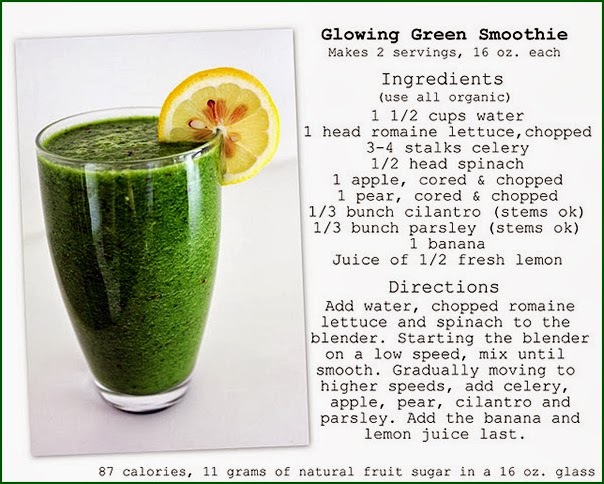 Glowing Green Smoothie
Makes 2 servings, 16 oz. each
Ingredients
(use all organic)
1 1/2 cups water
1 head romaine lettuce,chopped
3-4 stalks celery
1/2 head spinach
1 apple, cored & chopped
1 pear, cored & chopped
1/3 bunch cilantro (stems ok)
1/3 bunch parsley (stems ok)
1 banana
Juice of 1/2 fresh lemon
Directions
Add water, chopped romaine
lettuce and spinach to the
blender. Starting the blender
on a low speed, mix until
smooth. Gradually moving to
higher speeds, add celery,
apple, pear, cilantro and
parsley. Add the banana and
lemon juice last.
87 calories, 11 grams of natural fruit sugar in a 16 oz. glass